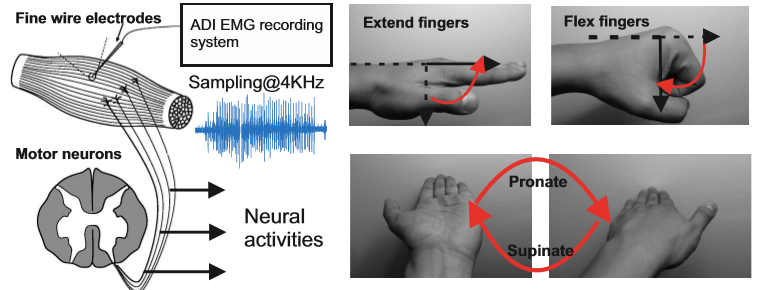 Fine wire electrodes
ADI EMG recording
system
Sampling@4KHz
Motor neurons
Neural
activities
Extend fingers
Flex fingers
Pronate
Supinate